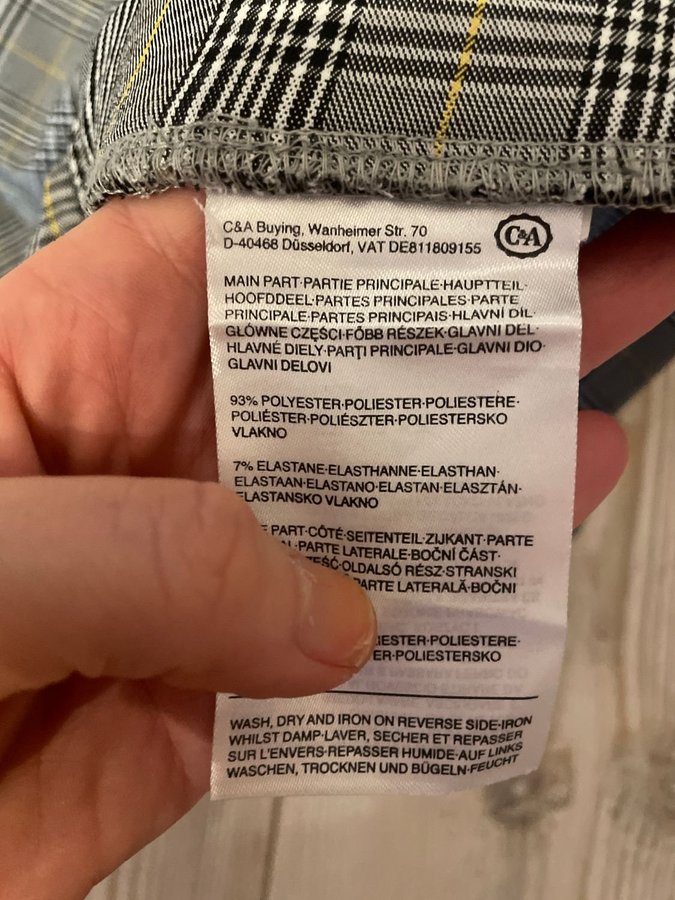 C&A Buying, Wanheimer Str. 70
D-40468 Düsseldorf, VAT DE811809155
C&A
MAIN PART·PARTIE PRINCIPALE·HAUPTTEIL·
HOOFDDEEL·PARTES PRINCIPALES·PARTE
PRINCIPALE·PARTES PRINCIPAIS·HLAVNÍ DÍL·
GŁÓWNE CZĘŚCI·FŐBB RÉSZEK·GLAVNI DEL·
HLAVNÉ DIELY·PARȚI PRINCIPALE·GLAVNI DIO·
GLAVNI DELOVI
93% POLYESTER·POLIESTER·POLIESTERE·
POLIÉSTER·POLIÉSZTER·POLIESTERSKO
VLAKNO
7% ELASTANE·ELASTHANNE·ELASTHAN·
ELASTAAN·ELASTANO·ELASTAN·ELASZTÁN·
ELASTANSKO VLAKNO
PART·CÔTÉ·SEITENTEIL·ZIJKANT·PARTE
PARTE LATERALE·BOČNÍ ČÁST·
OLDALSÓ RÉSZ·STRANSKI
PARTE LATERALĂ·BOČNI
POLIESTERE·
POLIESTERSKO
WASH, DRY AND IRON ON REVERSE SIDE·IRON
WHILST DAMP·LAVER, SECHER ET REPASSER
SUR L'ENVERS·REPASSER HUMIDE·AUF LINKS
WASCHEN, TROCKNEN UND BÜGELN·FEUCHT